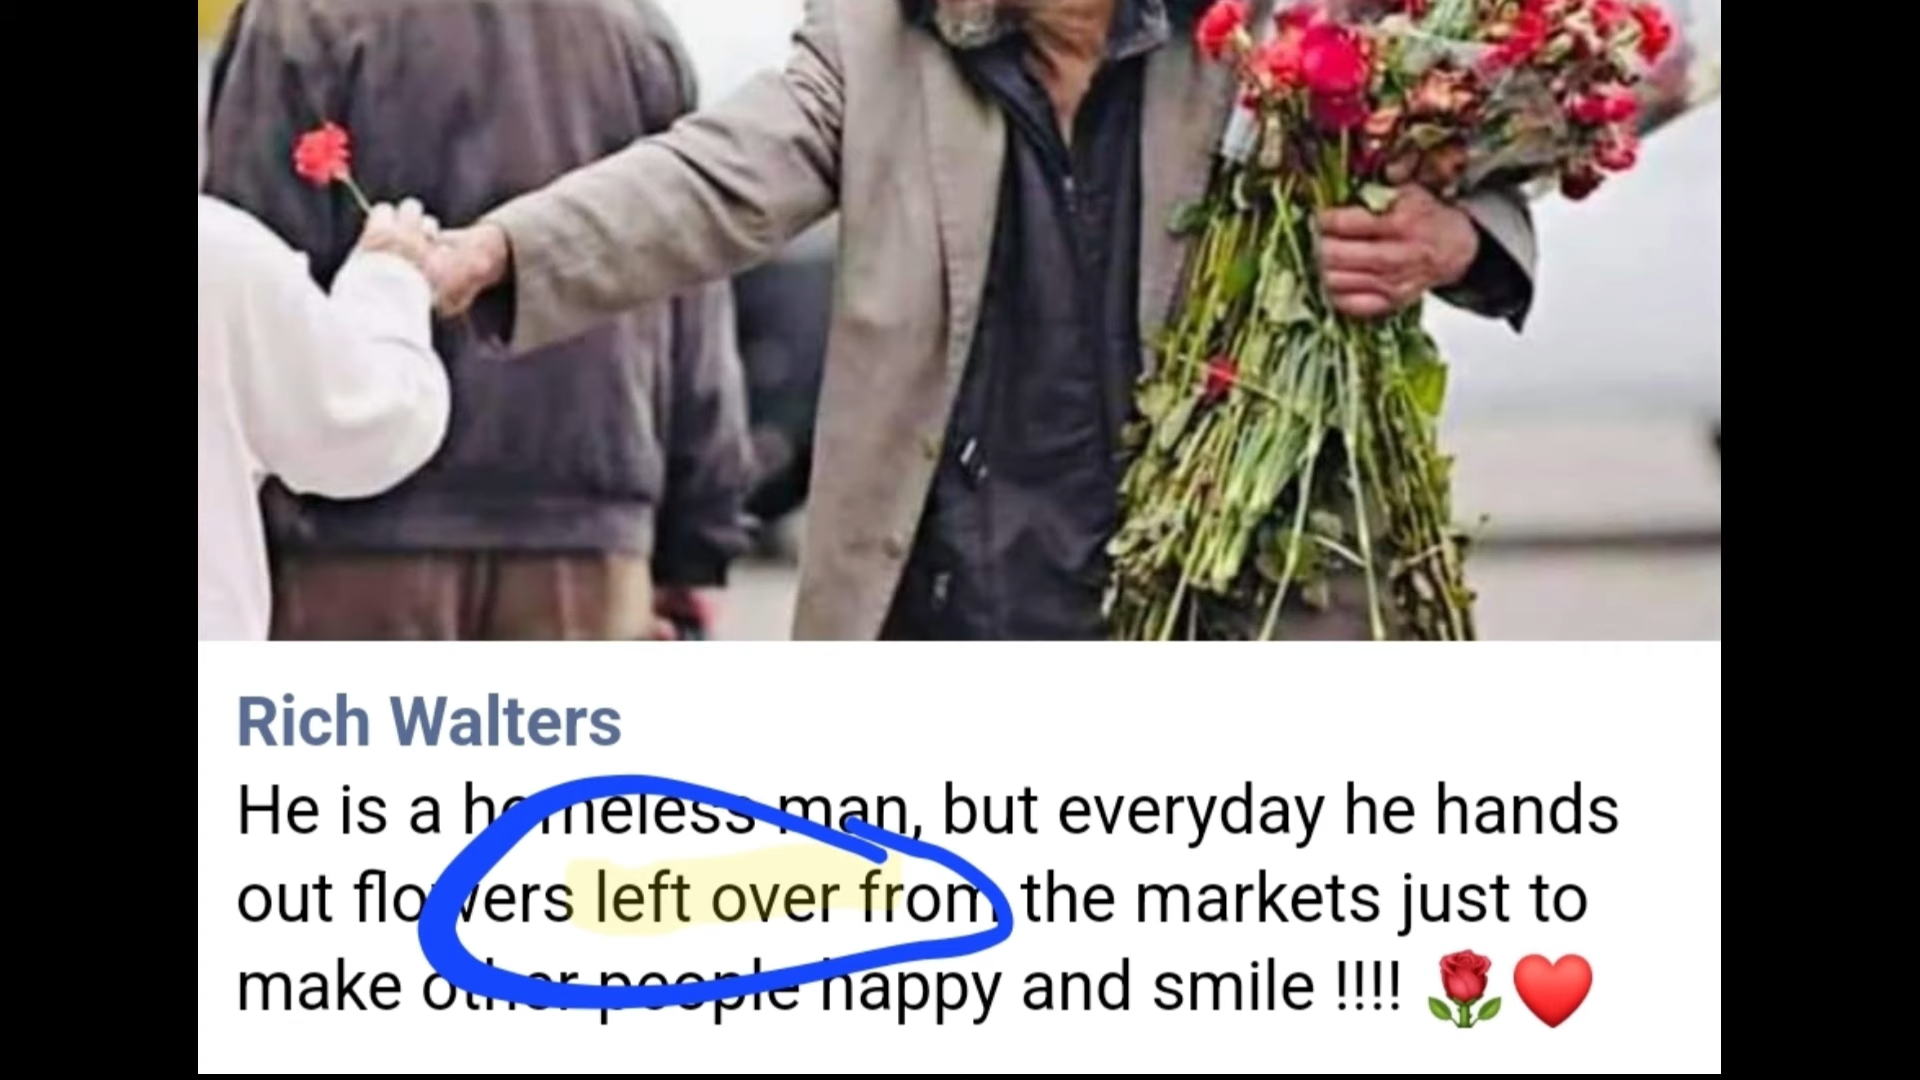 Rich Walters
He is a homeless man, but everyday he hands
out flowers left over from the markets just to
make other people happy and smile !!!! 🌹❤️